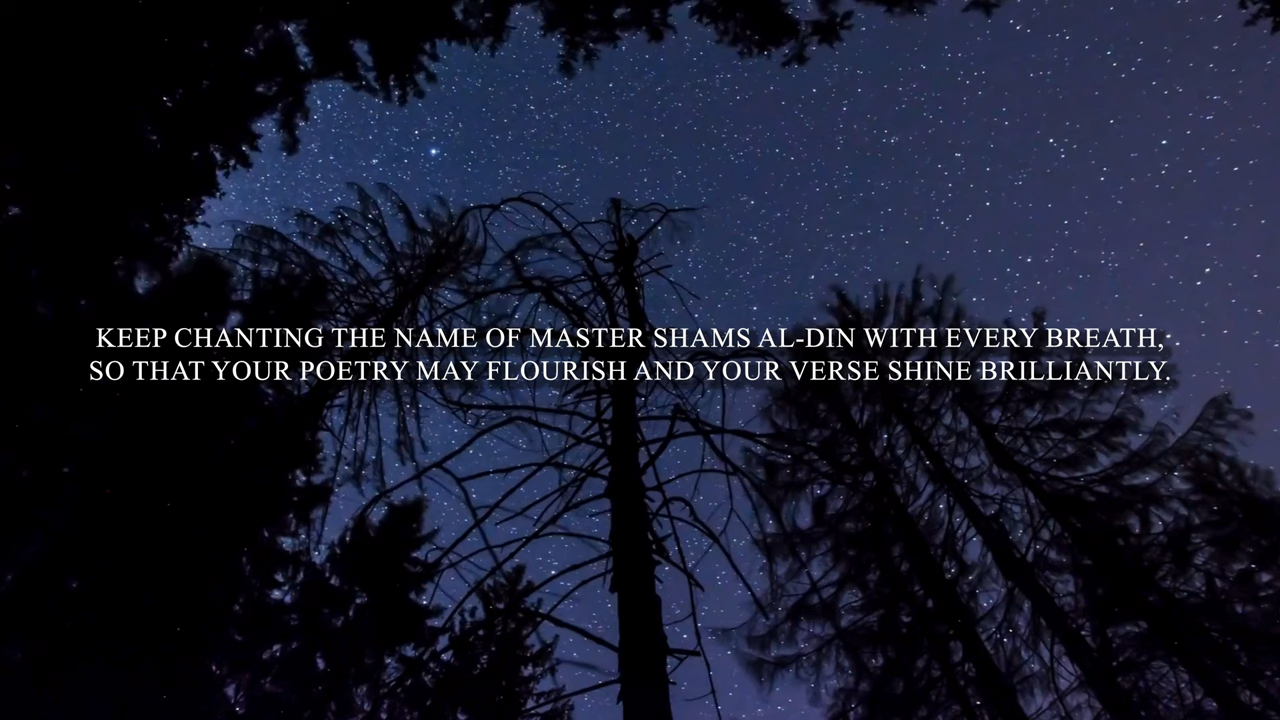 KEEP CHANTING THE NAME OF MASTER SHAMS AL-DIN WITH EVERY BREATH,
SO THAT YOUR POETRY MAY FLOURISH AND YOUR VERSE SHINE BRILLIANTLY.